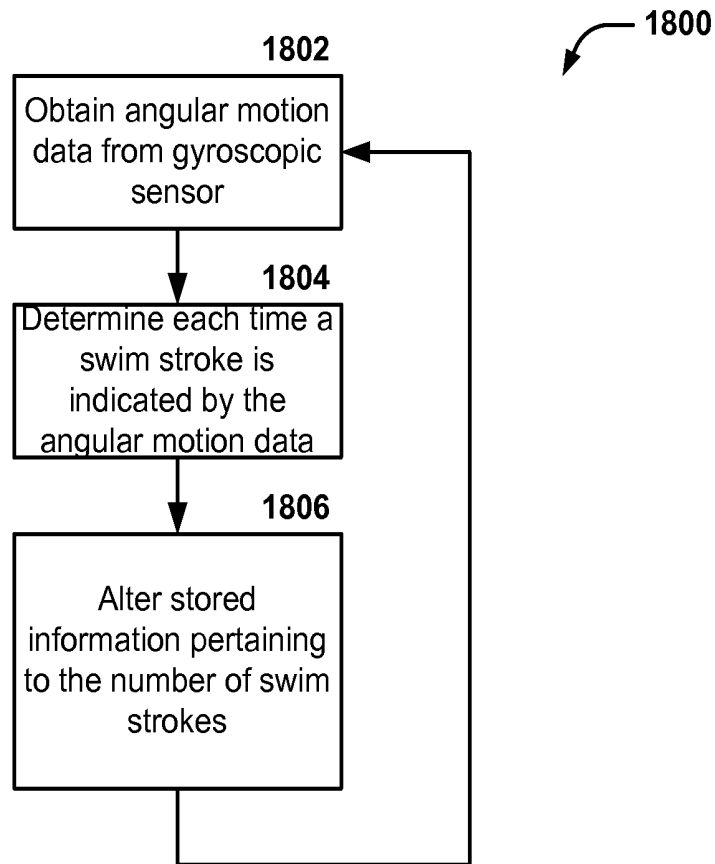 1800
1802
Obtain angular motion
data from gyroscopic
sensor
1804
Determine each time a
swim stroke is
indicated by the
angular motion data
1806
Alter stored
information pertaining
to the number of swim
strokes